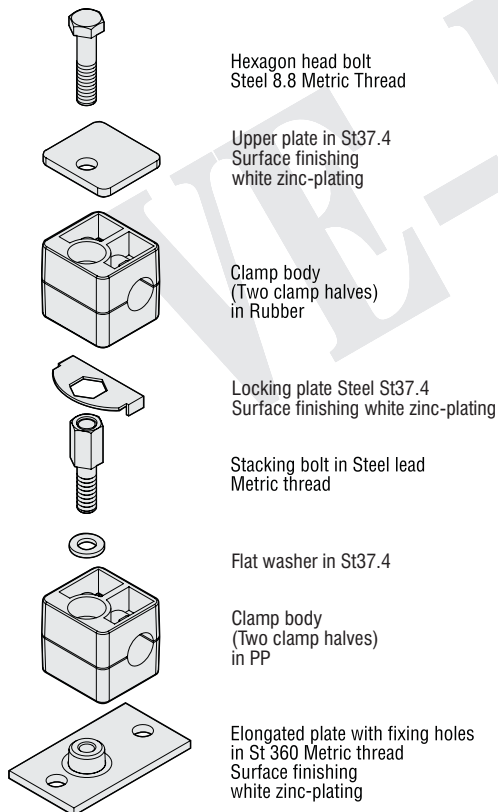 Hexagon head bolt
Steel 8.8 Metric Thread
Upper plate in St37.4
Surface finishing
white zinc-plating
Clamp body
(Two clamp halves)
in Rubber
Locking plate Steel St37.4
Surface finishing white zinc-plating
Stacking bolt in Steel lead
Metric thread
Flat washer in St37.4
Clamp body
(Two clamp halves)
in PP
Elongated plate with fixing holes
in St 360 Metric thread
Surface finishing
white zinc-plating